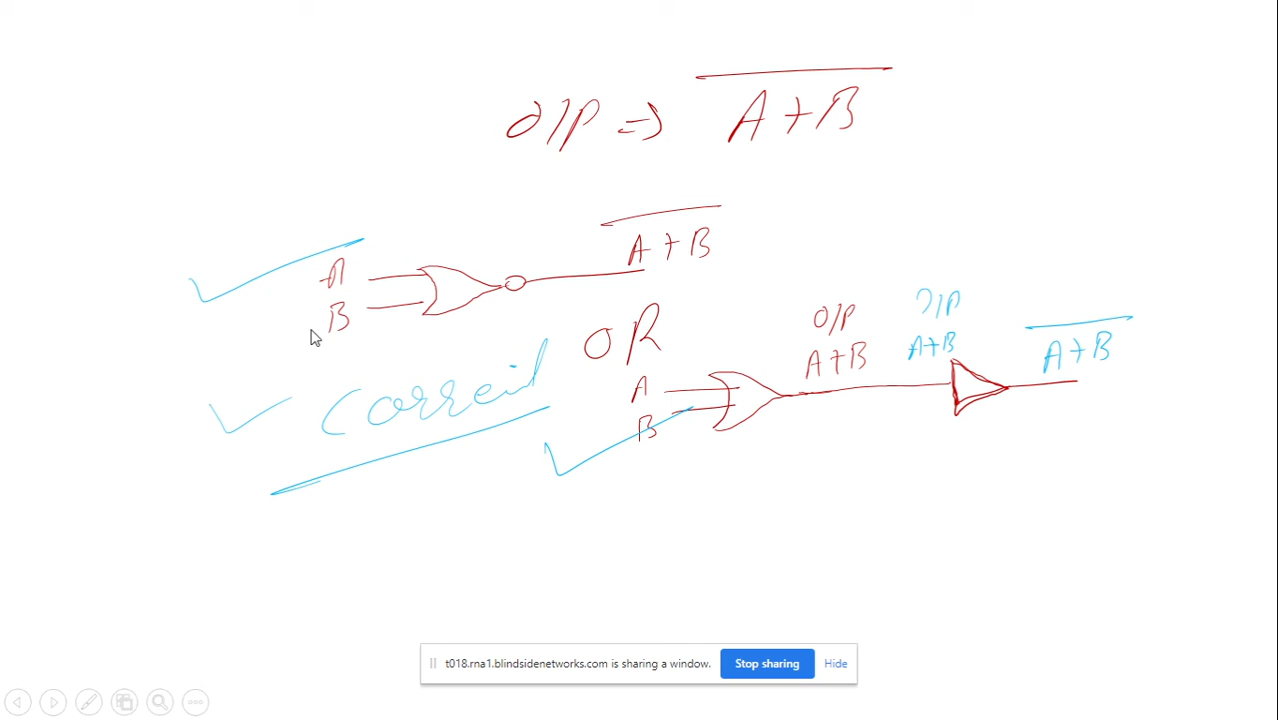 O/P => A+B
A+B
A
B
OR
O/P
A+B
I/P
A+B
A+B
A
B
Correct
t018.rna1.blindsidenetworks.com is sharing a window.
Stop sharing
Hide